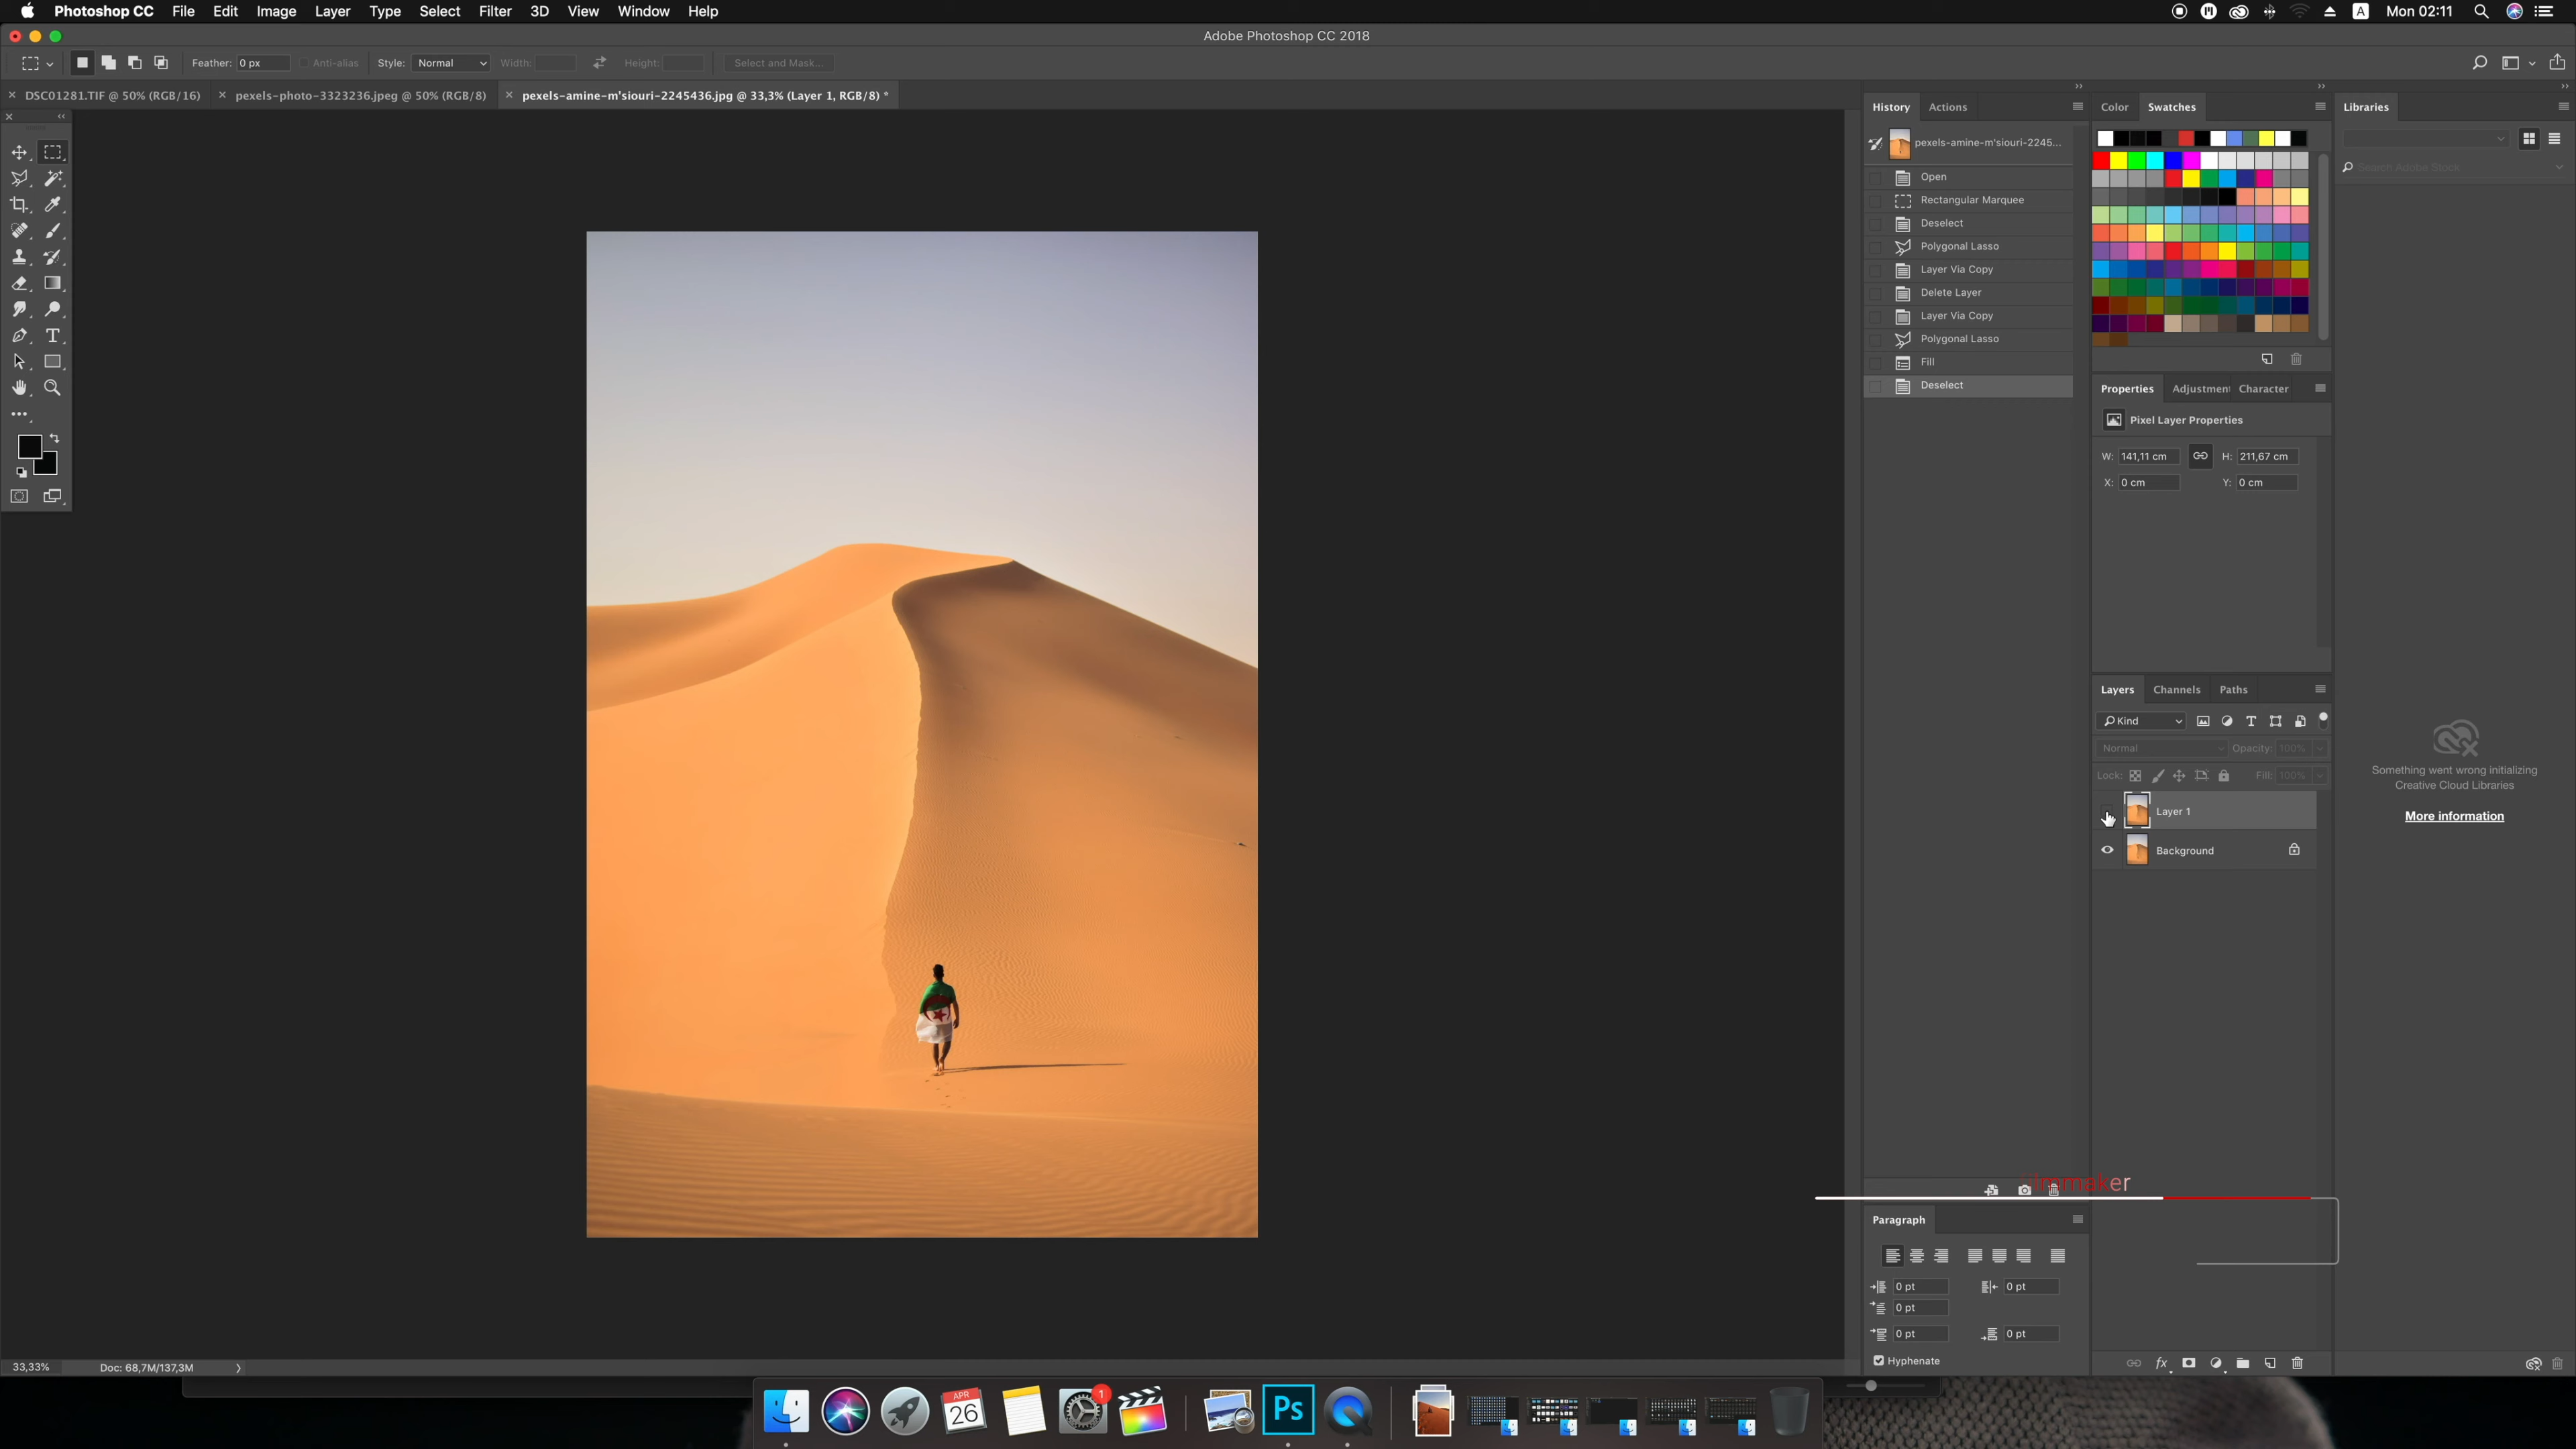 Photoshop CC File Edit Image Layer Type Select Filter 3D View Window Help
A Mon 02:11
Adobe Photoshop CC 2018
Feather: 0 px Anti-alias Style: Normal Width: Height: Select and Mask...
DSC01281.TIF @ 50% (RGB/16)
pexels-photo-3323236.jpeg @ 50% (RGB/8)
pexels-amine-m'siouri-2245436.jpg @ 33,3% (Layer 1, RGB/8) *
History Actions
pexels-amine-m'siouri-2245...
Open
Rectangular Marquee
Deselect
Polygonal Lasso
Layer Via Copy
Delete Layer
Layer Via Copy
Polygonal Lasso
Fill
Deselect
Color Swatches
Libraries
Search Adobe Stock
Properties Adjustment Character
Pixel Layer Properties
W: 141,11 cm H: 211,67 cm
X: 0 cm Y: 0 cm
Layers Channels Paths
Kind
Normal Opacity: 100%
Lock: Fill: 100%
Layer 1
Background
Something went wrong initializing
Creative Cloud Libraries
More information
Paragraph
0 pt 0 pt
0 pt
0 pt 0 pt
Hyphenate
33,33% Doc: 68,7M/137,3M
APR
26
1
Ps